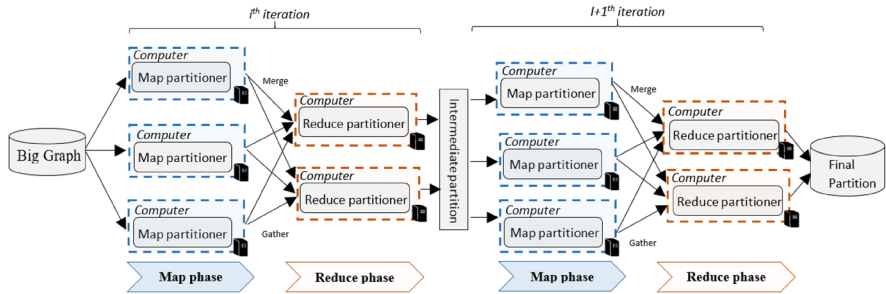 i^th iteration
I+1^th iteration
Big Graph
Computer
Map partitioner
Computer
Map partitioner
Computer
Map partitioner
Merge
Gather
Computer
Reduce partitioner
Computer
Reduce partitioner
Intermediate partition
Computer
Map partitioner
Computer
Map partitioner
Computer
Map partitioner
Merge
Gather
Computer
Reduce partitioner
Computer
Reduce partitioner
Final
Partition
Map phase
Reduce phase
Map phase
Reduce phase